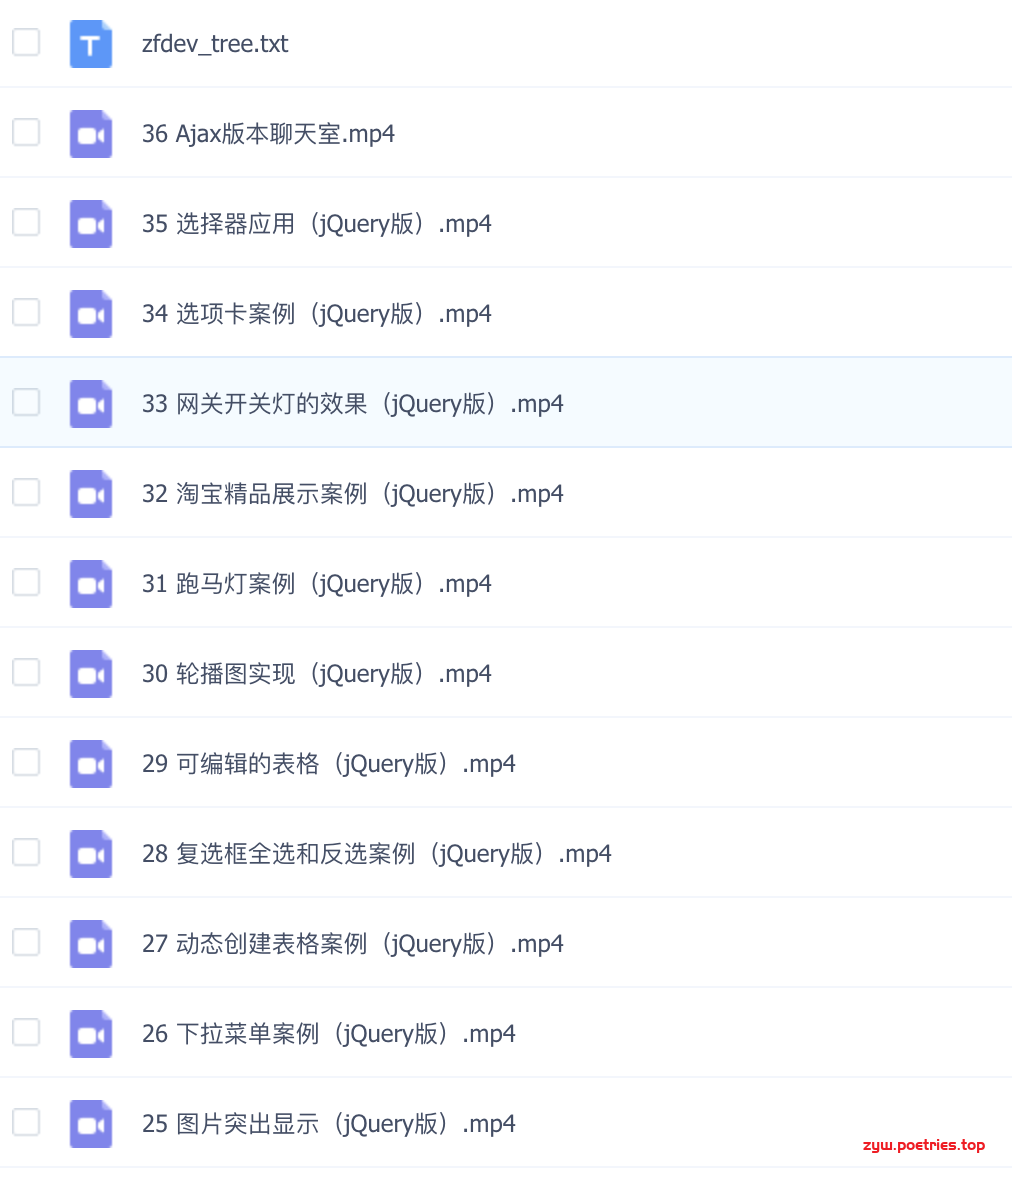 zfdev_tree.txt
36 Ajax版本聊天室.mp4
35 选择器应用（jQuery版）.mp4
34 选项卡案例（jQuery版）.mp4
33 网关开关灯的效果（jQuery版）.mp4
32 淘宝精品展示案例（jQuery版）.mp4
31 跑马灯案例（jQuery版）.mp4
30 轮播图实现（jQuery版）.mp4
29 可编辑的表格（jQuery版）.mp4
28 复选框全选和反选案例（jQuery版）.mp4
27 动态创建表格案例（jQuery版）.mp4
26 下拉菜单案例（jQuery版）.mp4
25 图片突出显示（jQuery版）.mp4
zyw.poetries.top